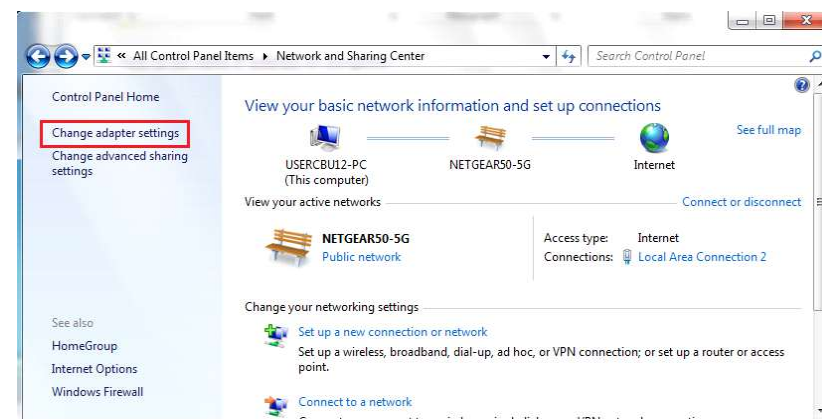 « All Control Panel Items ▸ Network and Sharing Center
Search Control Panel
Control Panel Home
Change adapter settings
Change advanced sharing
settings
See also
HomeGroup
Internet Options
Windows Firewall
View your basic network information and set up connections
See full map
USERCBU12-PC
(This computer)
NETGEAR50-5G
Internet
View your active networks
Connect or disconnect
NETGEAR50-5G
Public network
Access type: Internet
Connections: Local Area Connection 2
Change your networking settings
Set up a new connection or network
Set up a wireless, broadband, dial-up, ad hoc, or VPN connection; or set up a router or access
point.
Connect to a network